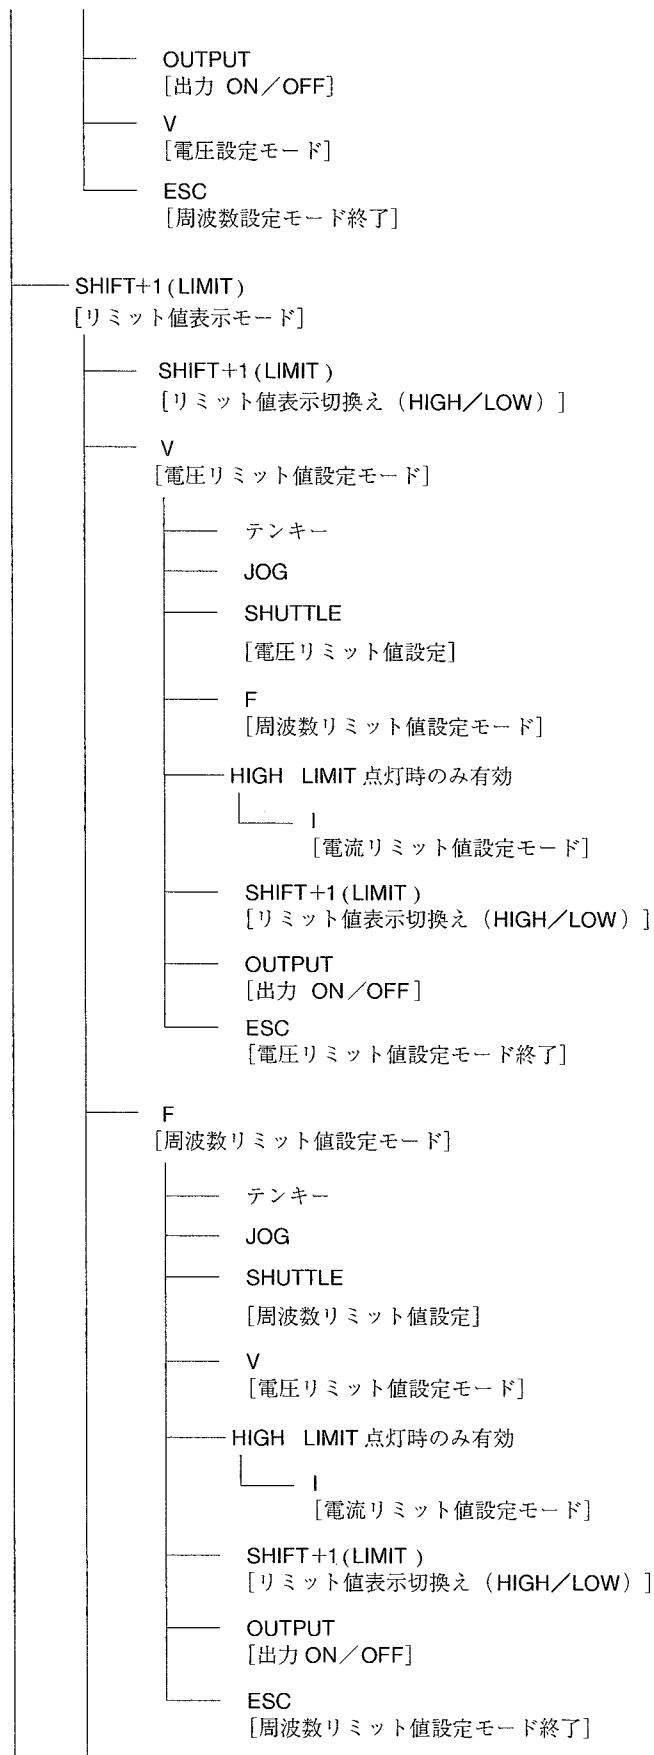 OUTPUT
[出力 ON／OFF]
V
[電圧設定モード]
ESC
[周波数設定モード終了]
SHIFT+1(LIMIT)
[リミット値表示モード]
SHIFT+1(LIMIT)
[リミット値表示切換え（HIGH／LOW）]
V
[電圧リミット値設定モード]
テンキー
JOG
SHUTTLE
[電圧リミット値設定]
F
[周波数リミット値設定モード]
HIGH LIMIT 点灯時のみ有効
I
[電流リミット値設定モード]
SHIFT+1(LIMIT)
[リミット値表示切換え（HIGH／LOW）]
OUTPUT
[出力 ON／OFF]
ESC
[電圧リミット値設定モード終了]
F
[周波数リミット値設定モード]
テンキー
JOG
SHUTTLE
[周波数リミット値設定]
V
[電圧リミット値設定モード]
HIGH LIMIT 点灯時のみ有効
I
[電流リミット値設定モード]
SHIFT+1(LIMIT)
[リミット値表示切換え（HIGH／LOW）]
OUTPUT
[出力 ON／OFF]
ESC
[周波数リミット値設定モード終了]